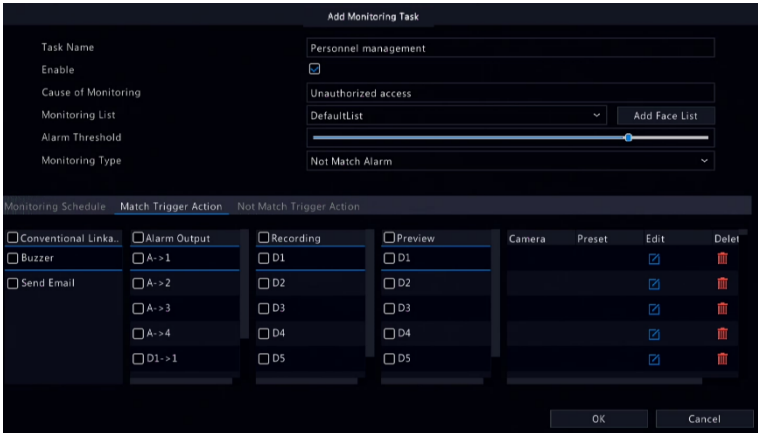 Add Monitoring Task
Task Name Personnel management
Enable
Cause of Monitoring Unauthorized access
Monitoring List DefaultList Add Face List
Alarm Threshold
Monitoring Type Not Match Alarm
Monitoring Schedule Match Trigger Action Not Match Trigger Action
Conventional Linka.. Alarm Output Recording Preview Camera Preset Edit Delet
Buzzer A->1 D1 D1
Send Email A->2 D2 D2
A->3 D3 D3
A->4 D4 D4
D1->1 D5 D5
OK Cancel